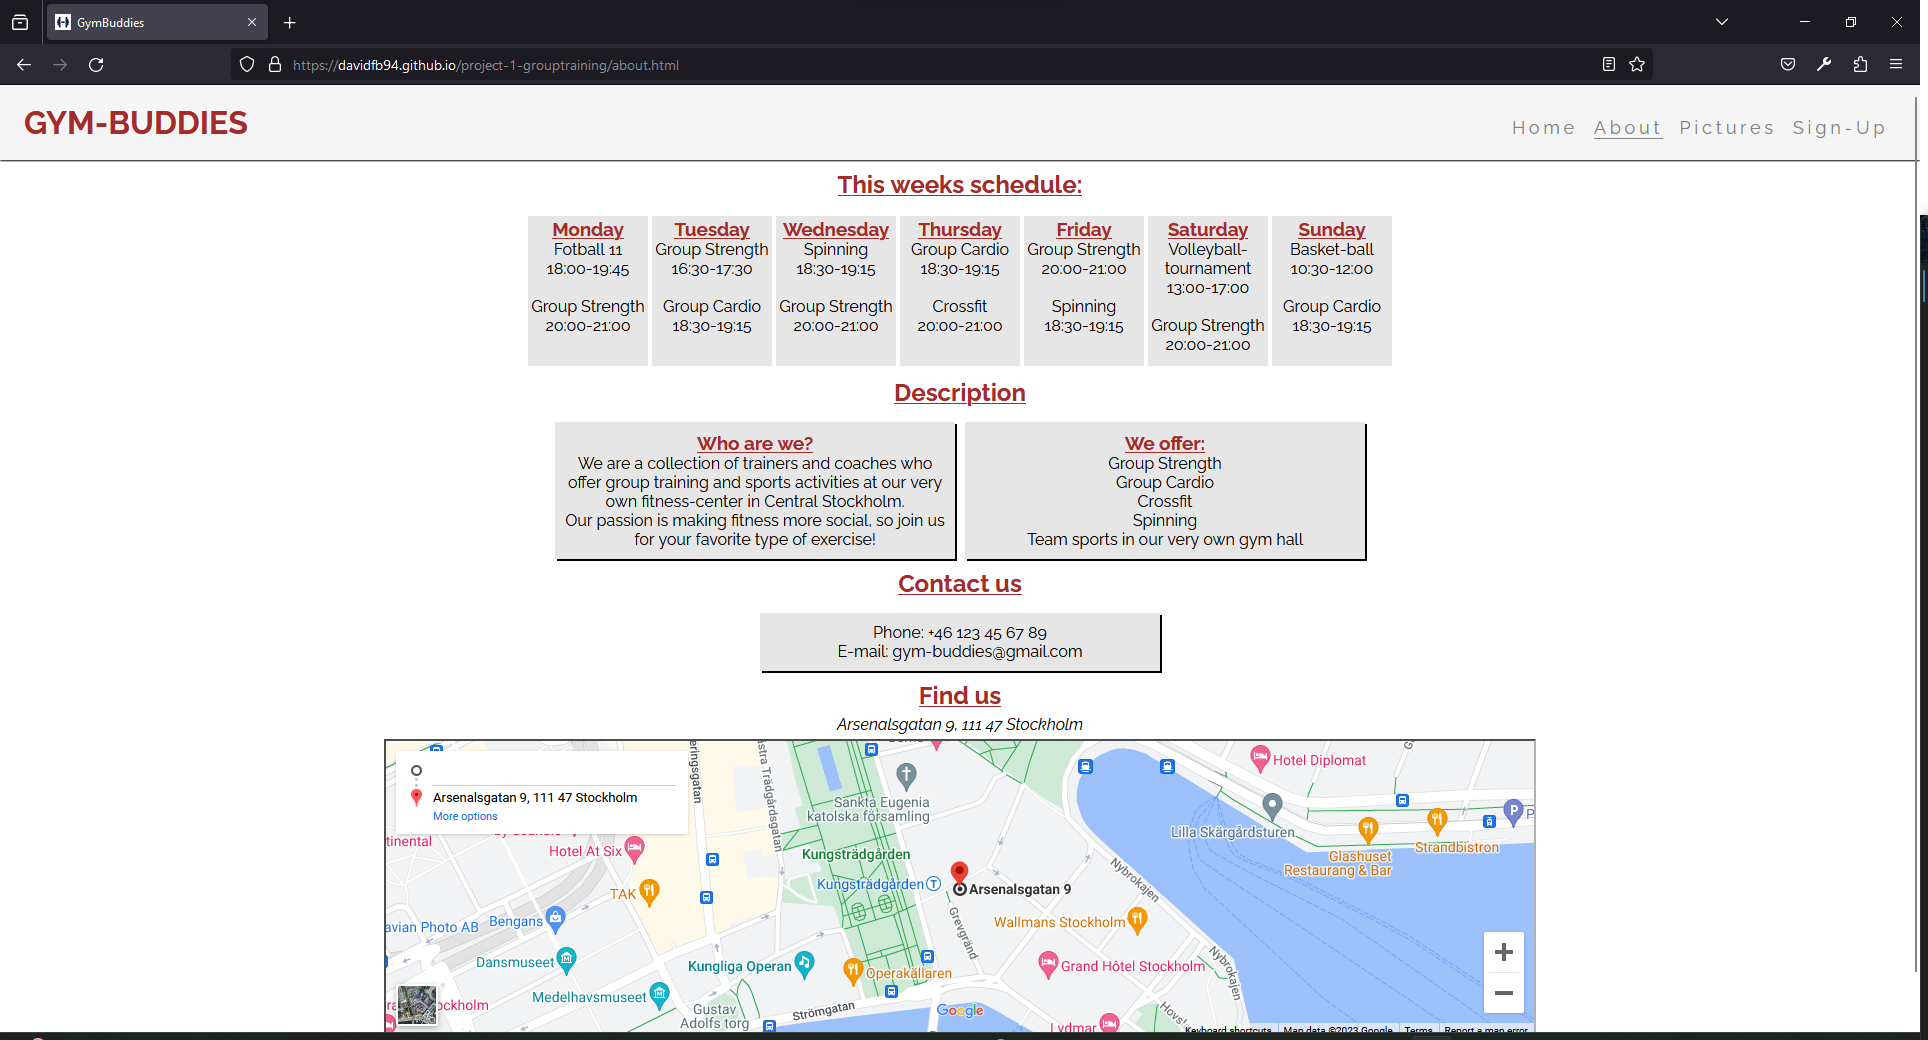 GymBuddies
https://davidfb94.github.io/project-1-grouptraining/about.html
GYM-BUDDIES
Home About Pictures Sign-Up
This weeks schedule:
Monday
Fotball 11
18:00-19:45
Group Strength
20:00-21:00
Tuesday
Group Strength
16:30-17:30
Group Cardio
18:30-19:15
Wednesday
Spinning
18:30-19:15
Group Strength
20:00-21:00
Thursday
Group Cardio
18:30-19:15
Crossfit
20:00-21:00
Friday
Group Strength
20:00-21:00
Spinning
18:30-19:15
Saturday
Volleyball-
tournament
13:00-17:00
Group Strength
20:00-21:00
Sunday
Basket-ball
10:30-12:00
Group Cardio
18:30-19:15
Description
Who are we?
We are a collection of trainers and coaches who
offer group training and sports activities at our very
own fitness-center in Central Stockholm.
Our passion is making fitness more social, so join us
for your favorite type of exercise!
We offer:
Group Strength
Group Cardio
Crossfit
Spinning
Team sports in our very own gym hall
Contact us
Phone: +46 123 45 67 89
E-mail: gym-buddies@gmail.com
Find us
Arsenalsgatan 9, 111 47 Stockholm
Arsenalsgatan 9, 111 47 Stockholm
More options
eringsgatan
stra Trädgårdsgatan
Sankta Eugenia
katolska församling
Hotel Diplomat
P
Lilla Skärgårdsturen
Glashuset
Restaurang & Bar
Strandbistron
tinental
Hotel At Six
Kungsträdgården
Kungsträdgården
T
TAK
Arsenalsgatan 9
Nybrokajen
Bengans
avian Photo AB
Grevgränd
Wallmans Stockholm
Nybrokajen
Dansmuseet
Kungliga Operan
Operakällaren
Grand Hôtel Stockholm
Medelhavsmuseet
ockholm
Gustav
Adolfs torg
Strömgatan
Google
Lydmar
Hovsl
Keyboard shortcuts
Map data ©2023 Google
Terms
Report a map error